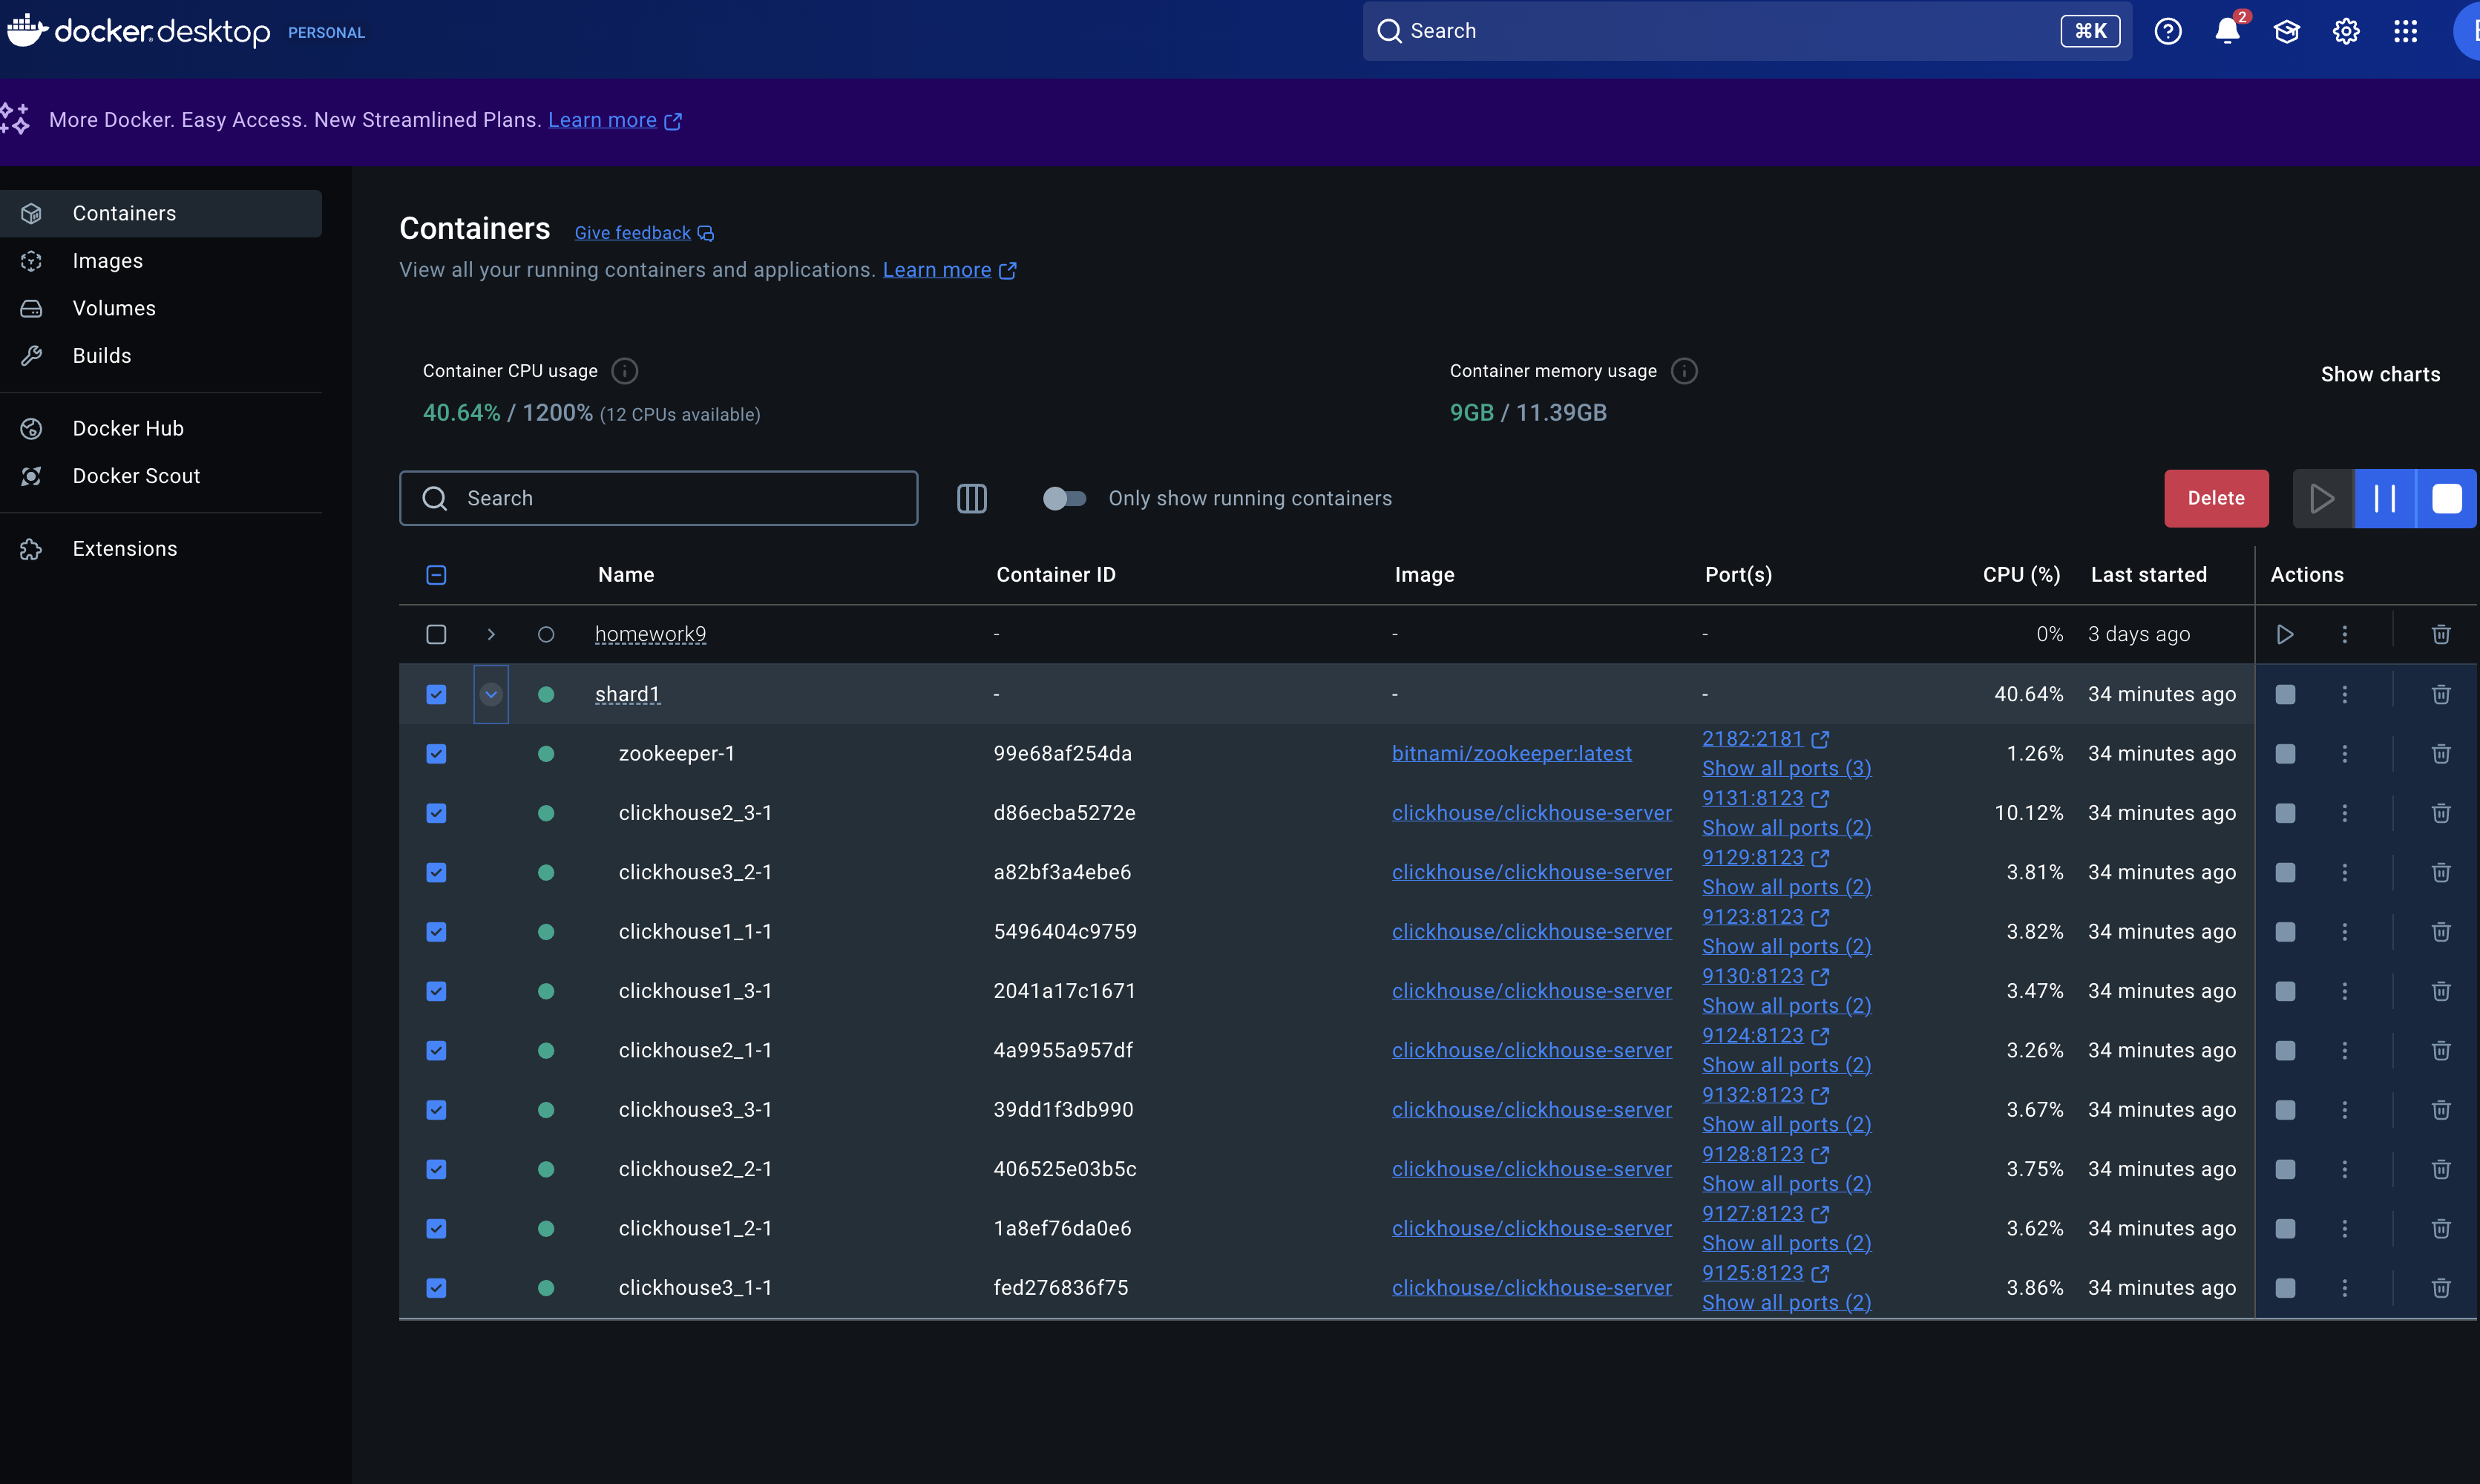 docker.desktop PERSONAL
Search ⌘K 2
More Docker. Easy Access. New Streamlined Plans. Learn more
Containers
Images
Volumes
Builds
Docker Hub
Docker Scout
Extensions
Containers Give feedback
View all your running containers and applications. Learn more
Container CPU usage
40.64% / 1200% (12 CPUs available)
Container memory usage
9GB / 11.39GB
Show charts
Search
Only show running containers
Delete
Name Container ID Image Port(s) CPU (%) Last started Actions
homework9 - - - 0% 3 days ago
shard1 - - - 40.64% 34 minutes ago
zookeeper-1 99e68af254da bitnami/zookeeper:latest 2182:2181 1.26% 34 minutes ago
Show all ports (3)
clickhouse2_3-1 d86ecba5272e clickhouse/clickhouse-server 9131:8123 10.12% 34 minutes ago
Show all ports (2)
clickhouse3_2-1 a82bf3a4ebe6 clickhouse/clickhouse-server 9129:8123 3.81% 34 minutes ago
Show all ports (2)
clickhouse1_1-1 5496404c9759 clickhouse/clickhouse-server 9123:8123 3.82% 34 minutes ago
Show all ports (2)
clickhouse1_3-1 2041a17c1671 clickhouse/clickhouse-server 9130:8123 3.47% 34 minutes ago
Show all ports (2)
clickhouse2_1-1 4a9955a957df clickhouse/clickhouse-server 9124:8123 3.26% 34 minutes ago
Show all ports (2)
clickhouse3_3-1 39dd1f3db990 clickhouse/clickhouse-server 9132:8123 3.67% 34 minutes ago
Show all ports (2)
clickhouse2_2-1 406525e03b5c clickhouse/clickhouse-server 9128:8123 3.75% 34 minutes ago
Show all ports (2)
clickhouse1_2-1 1a8ef76da0e6 clickhouse/clickhouse-server 9127:8123 3.62% 34 minutes ago
Show all ports (2)
clickhouse3_1-1 fed276836f75 clickhouse/clickhouse-server 9125:8123 3.86% 34 minutes ago
Show all ports (2)